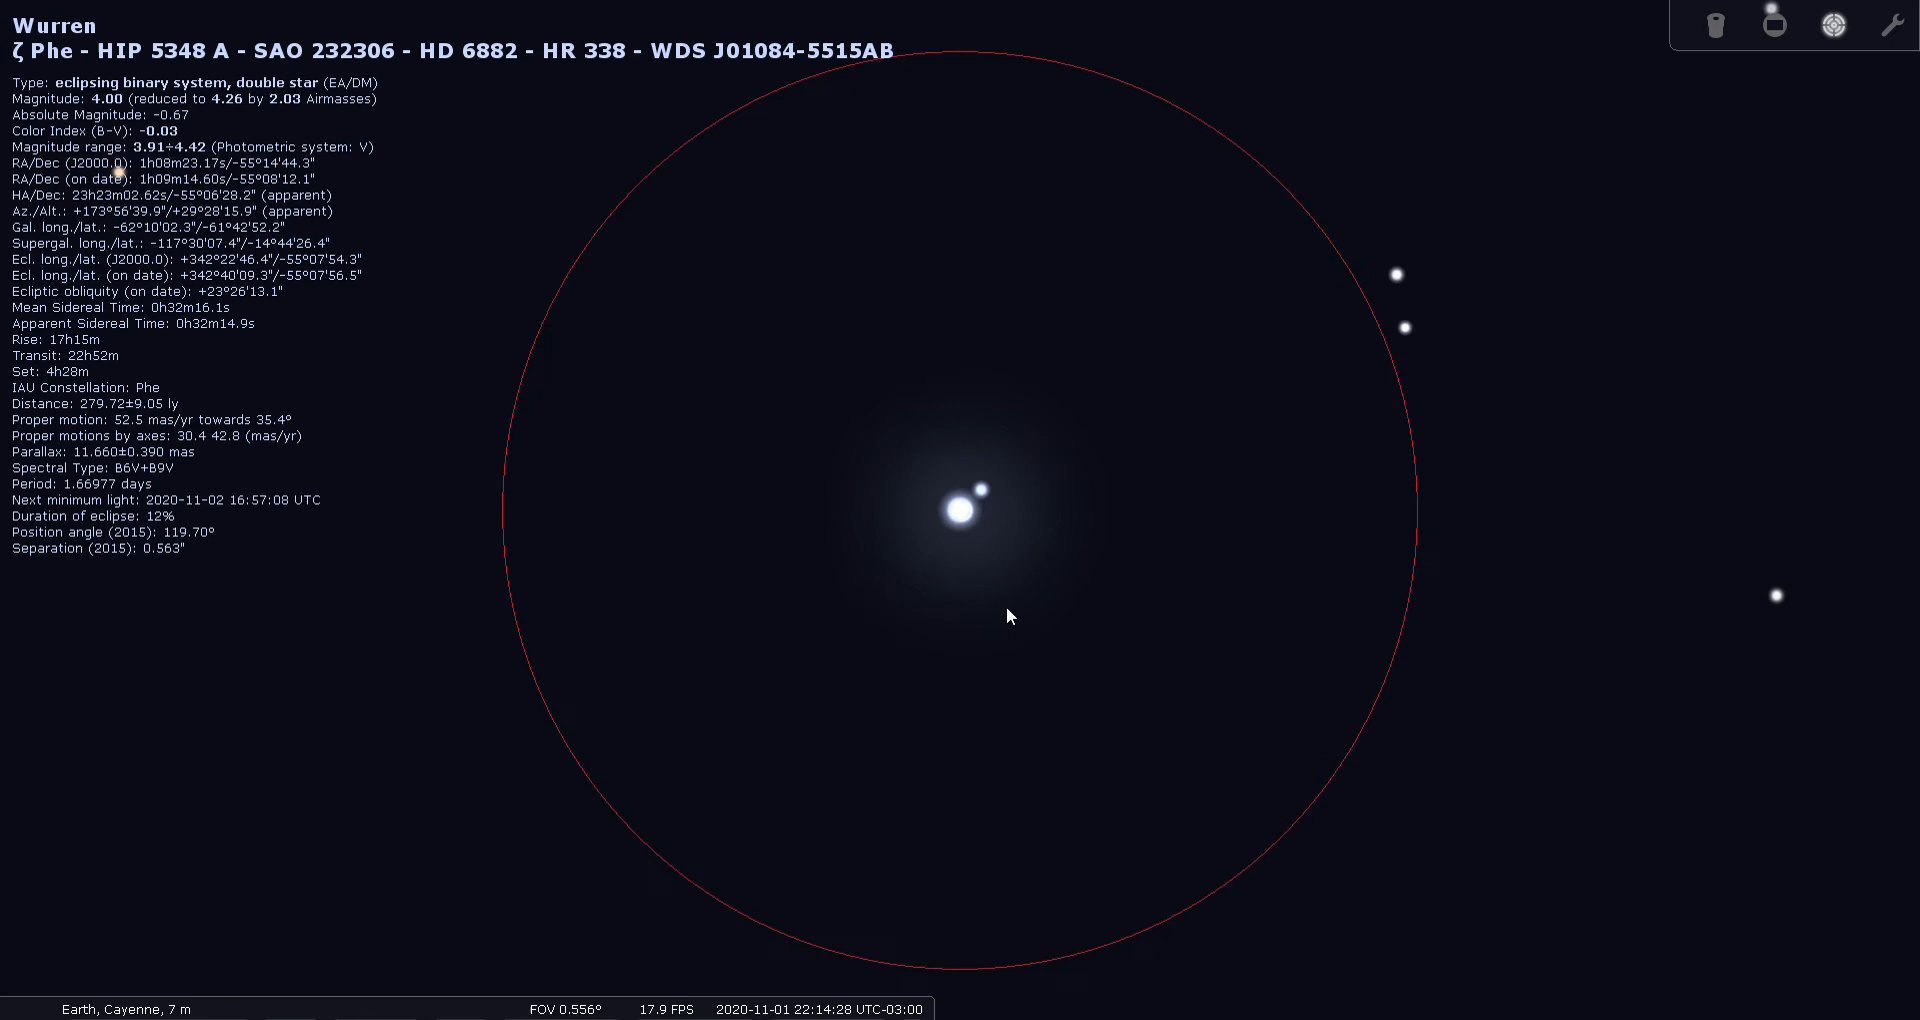 Wurren
ζ Phe - HIP 5348 A - SAO 232306 - HD 6882 - HR 338 - WDS J01084-5515AB
Type: eclipsing binary system, double star (EA/DM)
Magnitude: 4.00 (reduced to 4.26 by 2.03 Airmasses)
Absolute Magnitude: -0.67
Color Index (B-V): -0.03
Magnitude range: 3.91÷4.42 (Photometric system: V)
RA/Dec (J2000.0): 1h08m23.17s/-55°14'44.3"
RA/Dec (on date): 1h09m14.60s/-55°08'12.1"
HA/Dec: 23h23m02.62s/-55°06'28.2" (apparent)
Az./Alt.: +173°56'39.9"/+29°28'15.9" (apparent)
Gal. long./lat.: -62°10'02.3"/-61°42'52.2"
Supergal. long./lat.: -117°30'07.4"/-14°44'26.4"
Ecl. long./lat. (J2000.0): +342°22'46.4"/-55°07'54.3"
Ecl. long./lat. (on date): +342°40'09.3"/-55°07'56.5"
Ecliptic obliquity (on date): +23°26'13.1"
Mean Sidereal Time: 0h32m16.1s
Apparent Sidereal Time: 0h32m14.9s
Rise: 17h15m
Transit: 22h52m
Set: 4h28m
IAU Constellation: Phe
Distance: 279.72±9.05 ly
Proper motion: 52.5 mas/yr towards 35.4°
Proper motions by axes: 30.4 42.8 (mas/yr)
Parallax: 11.660±0.390 mas
Spectral Type: B6V+B9V
Period: 1.66977 days
Next minimum light: 2020-11-02 16:57:08 UTC
Duration of eclipse: 12%
Position angle (2015): 119.70°
Separation (2015): 0.563"
Earth, Cayenne, 7 m FOV 0.556° 17.9 FPS 2020-11-01 22:14:28 UTC-03:00